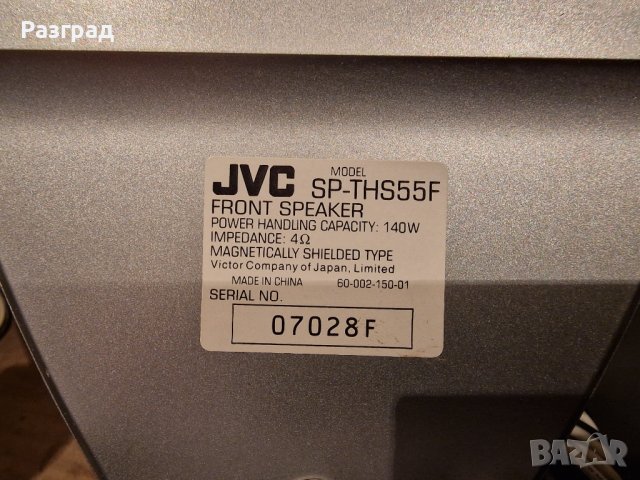 Разград
JVC
MODEL
SP-THS55F
FRONT SPEAKER
POWER HANDLING CAPACITY: 140W
IMPEDANCE: 4Ω
MAGNETICALLY SHIELDED TYPE
Victor Company of Japan, Limited
MADE IN CHINA 60-002-150-01
SERIAL NO.
07028F
BAZAR